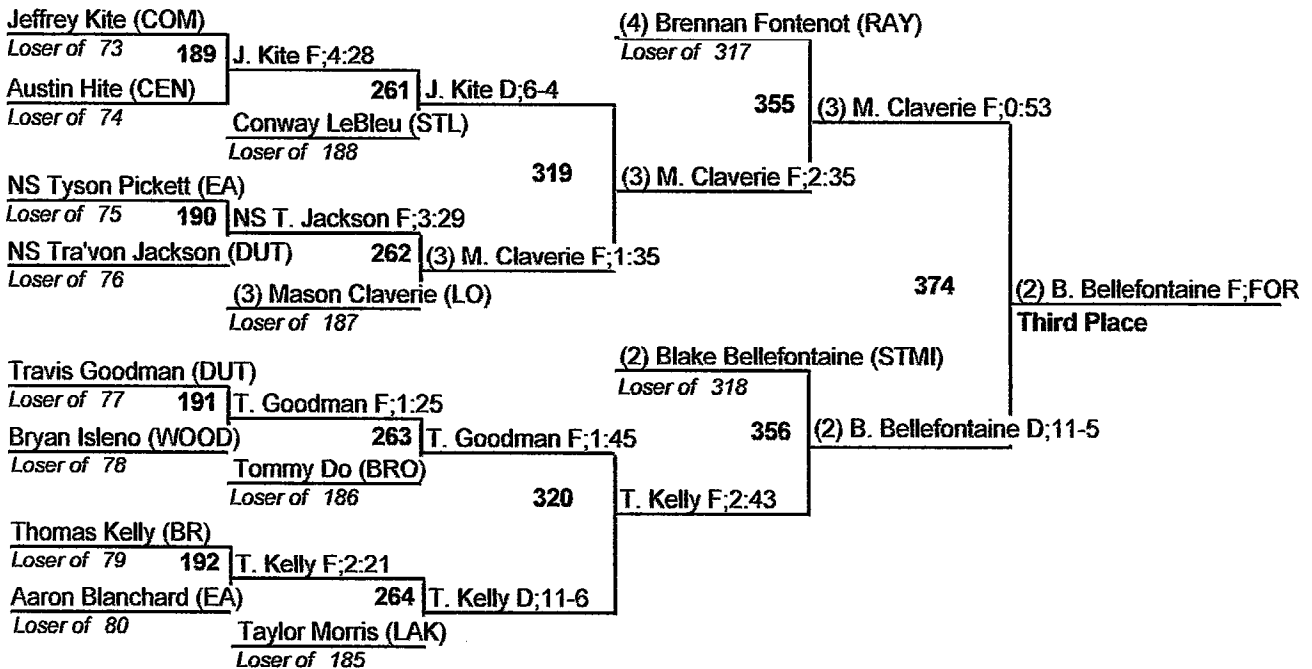 Jeffrey Kite (COM)
Loser of 73
189
J. Kite F;4:28
Austin Hite (CEN)
Loser of 74
261
J. Kite D;6-4
Conway LeBleu (STL)
Loser of 188
319
(3) M. Claverie F;2:35
NS Tyson Pickett (EA)
Loser of 75
190
NS T. Jackson F;3:29
NS Tra'von Jackson (DUT)
Loser of 76
262
(3) M. Claverie F;1:35
(3) Mason Claverie (LO)
Loser of 187
(4) Brennan Fontenot (RAY)
Loser of 317
355
(3) M. Claverie F;0:53
374
(2) B. Bellefontaine F;FOR
Third Place
Travis Goodman (DUT)
Loser of 77
191
T. Goodman F;1:25
Bryan Isleno (WOOD)
Loser of 78
263
T. Goodman F;1:45
Tommy Do (BRO)
Loser of 186
320
T. Kelly F;2:43
Thomas Kelly (BR)
Loser of 79
192
T. Kelly F;2:21
Aaron Blanchard (EA)
Loser of 80
264
T. Kelly D;11-6
Taylor Morris (LAK)
Loser of 185
(2) Blake Bellefontaine (STMI)
Loser of 318
356
(2) B. Bellefontaine D;11-5